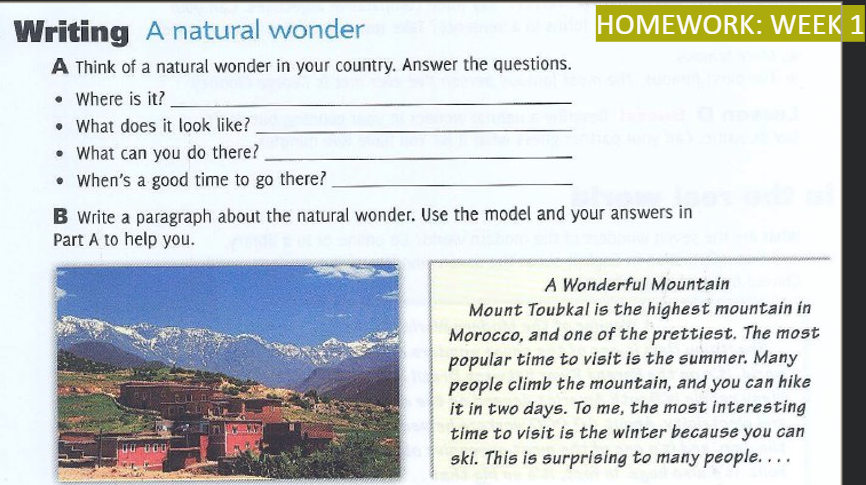 HOMEWORK: WEEK 1
Writing A natural wonder
A Think of a natural wonder in your country. Answer the questions.
• Where is it?
• What does it look like?
• What can you do there?
• When's a good time to go there?
B Write a paragraph about the natural wonder. Use the model and your answers in
Part A to help you.
A Wonderful Mountain
Mount Toubkal is the highest mountain in
Morocco, and one of the prettiest. The most
popular time to visit is the summer. Many
people climb the mountain, and you can hike
it in two days. To me, the most interesting
time to visit is the winter because you can
ski. This is surprising to many people. . . .